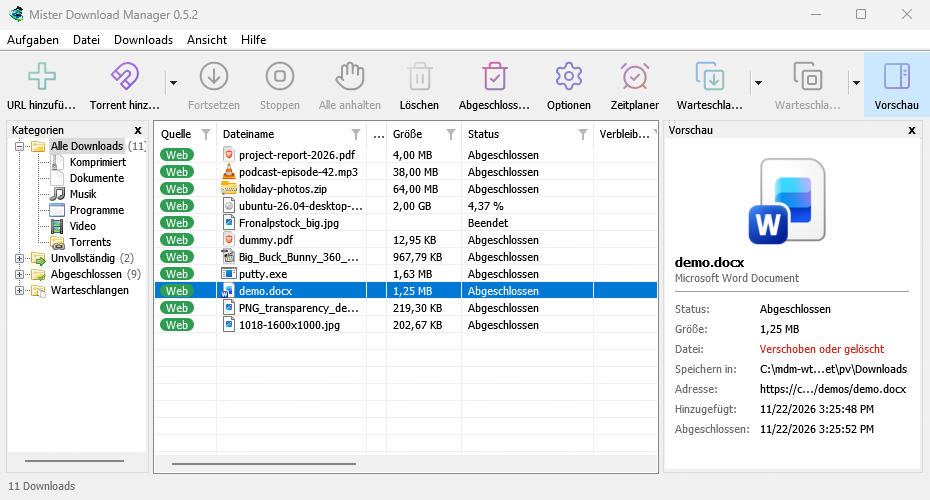 Mister Download Manager 0.5.2
Aufgaben Datei Downloads Ansicht Hilfe
URL hinzufü... Torrent hinz... Fortsetzen Stoppen Alle anhalten Löschen Abgeschloss... Optionen Zeitplaner Warteschla... Warteschla... Vorschau
Kategorien x
Alle Downloads (11)
Komprimiert
Dokumente
Musik
Programme
Video
Torrents
Unvollständig (2)
Abgeschlossen (9)
Warteschlangen
Quelle Dateiname ... Größe Status Verbleib...
Web project-report-2026.pdf 4,00 MB Abgeschlossen
Web podcast-episode-42.mp3 38,00 MB Abgeschlossen
Web holiday-photos.zip 64,00 MB Abgeschlossen
Web ubuntu-26.04-desktop-... 2,00 GB 4,37 %
Web Fronalpstock_big.jpg Beendet
Web dummy.pdf 12,95 KB Abgeschlossen
Web Big_Buck_Bunny_360_... 967,79 KB Abgeschlossen
Web putty.exe 1,63 MB Abgeschlossen
Web demo.docx 1,25 MB Abgeschlossen
Web PNG_transparency_de... 219,30 KB Abgeschlossen
Web 1018-1600x1000.jpg 202,67 KB Abgeschlossen
Vorschau x
W
demo.docx
Microsoft Word Document
Status: Abgeschlossen
Größe: 1,25 MB
Datei: Verschoben oder gelöscht
Speichern in: C:\mdm-wt...et\pv\Downloads
Adresse: https://c.../demos/demo.docx
Hinzugefügt: 11/22/2026 3:25:48 PM
Abgeschlossen: 11/22/2026 3:25:52 PM
11 Downloads